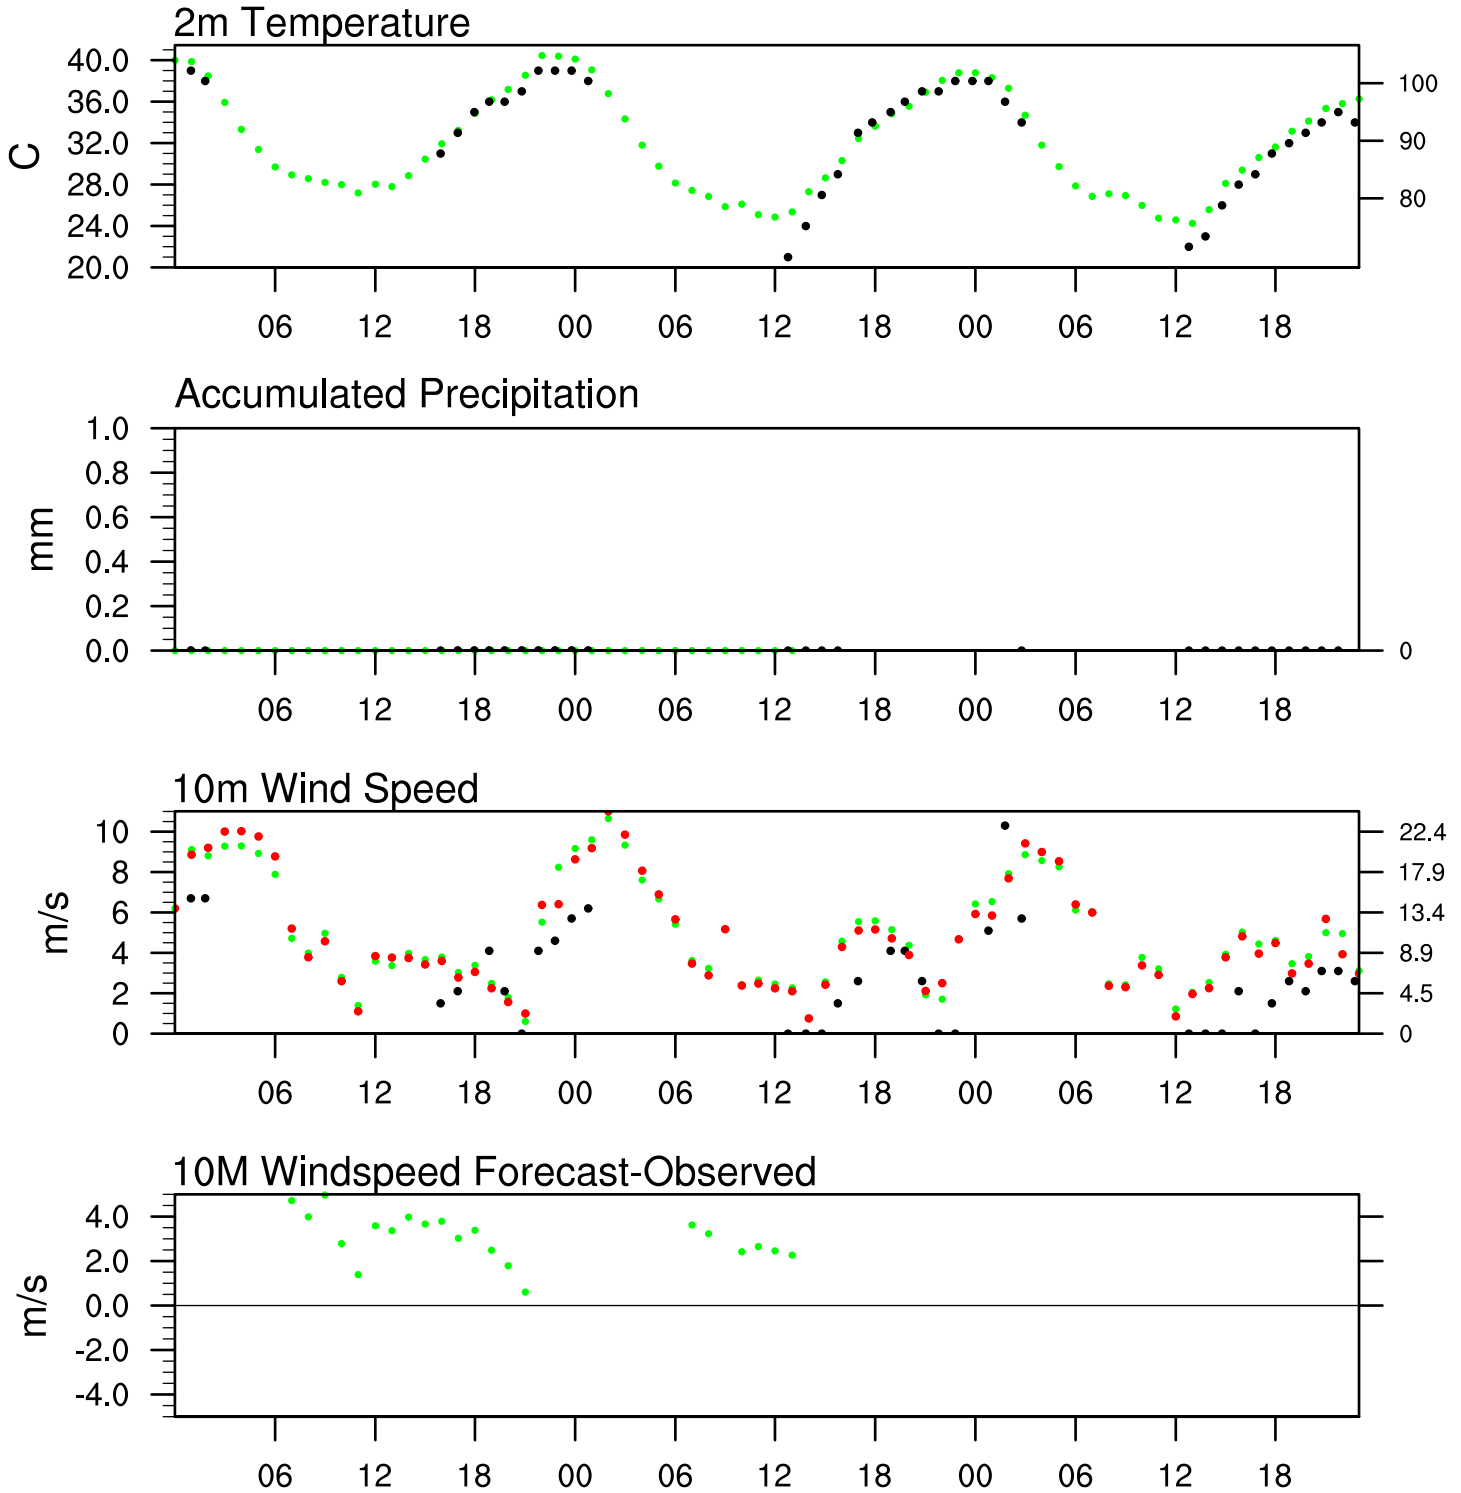 2m Temperature
40.0
36.0
32.0
28.0
24.0
20.0
C
100
90
80
06 12 18 00 06 12 18 00 06 12 18
Accumulated Precipitation
1.0
0.8
0.6
0.4
0.2
0.0
mm
0
06 12 18 00 06 12 18 00 06 12 18
10m Wind Speed
10
8
6
4
2
0
m/s
22.4
17.9
13.4
8.9
4.5
0
06 12 18 00 06 12 18 00 06 12 18
10M Windspeed Forecast-Observed
4.0
2.0
0.0
-2.0
-4.0
m/s
06 12 18 00 06 12 18 00 06 12 18